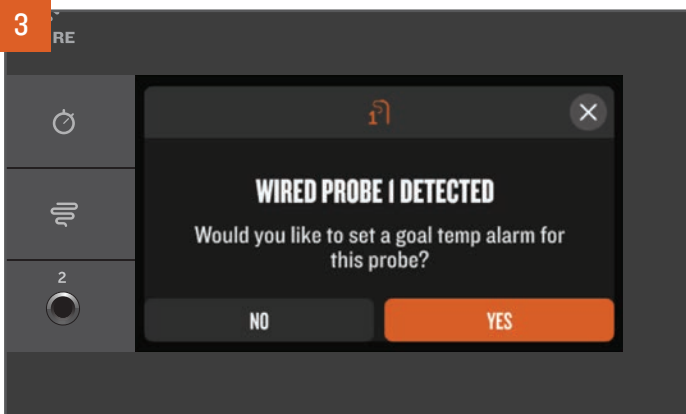 3
RE
1
WIRED PROBE 1 DETECTED
Would you like to set a goal temp alarm for
this probe?
2
NO
YES